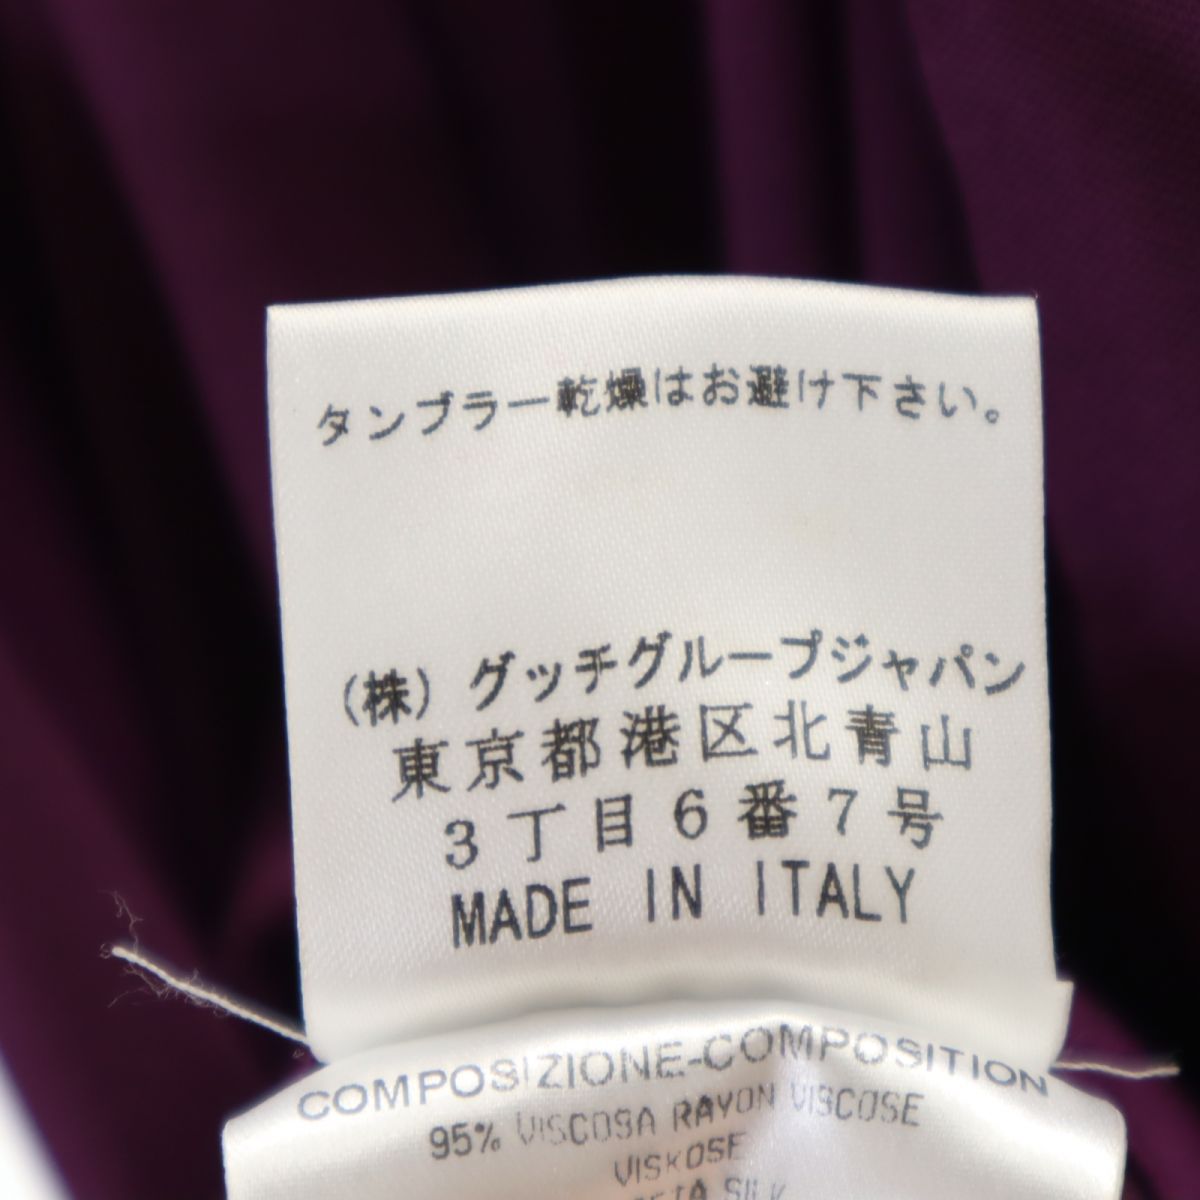 タンブラー乾燥はお避け下さい。
(株) グッチグループジャパン
東京都港区北青山
3丁目6番7号
MADE IN ITALY
COMPOSIZIONE-COMPOSITION
95% VISCOSA RAYON VISCOSE
VISKOSE
SILK